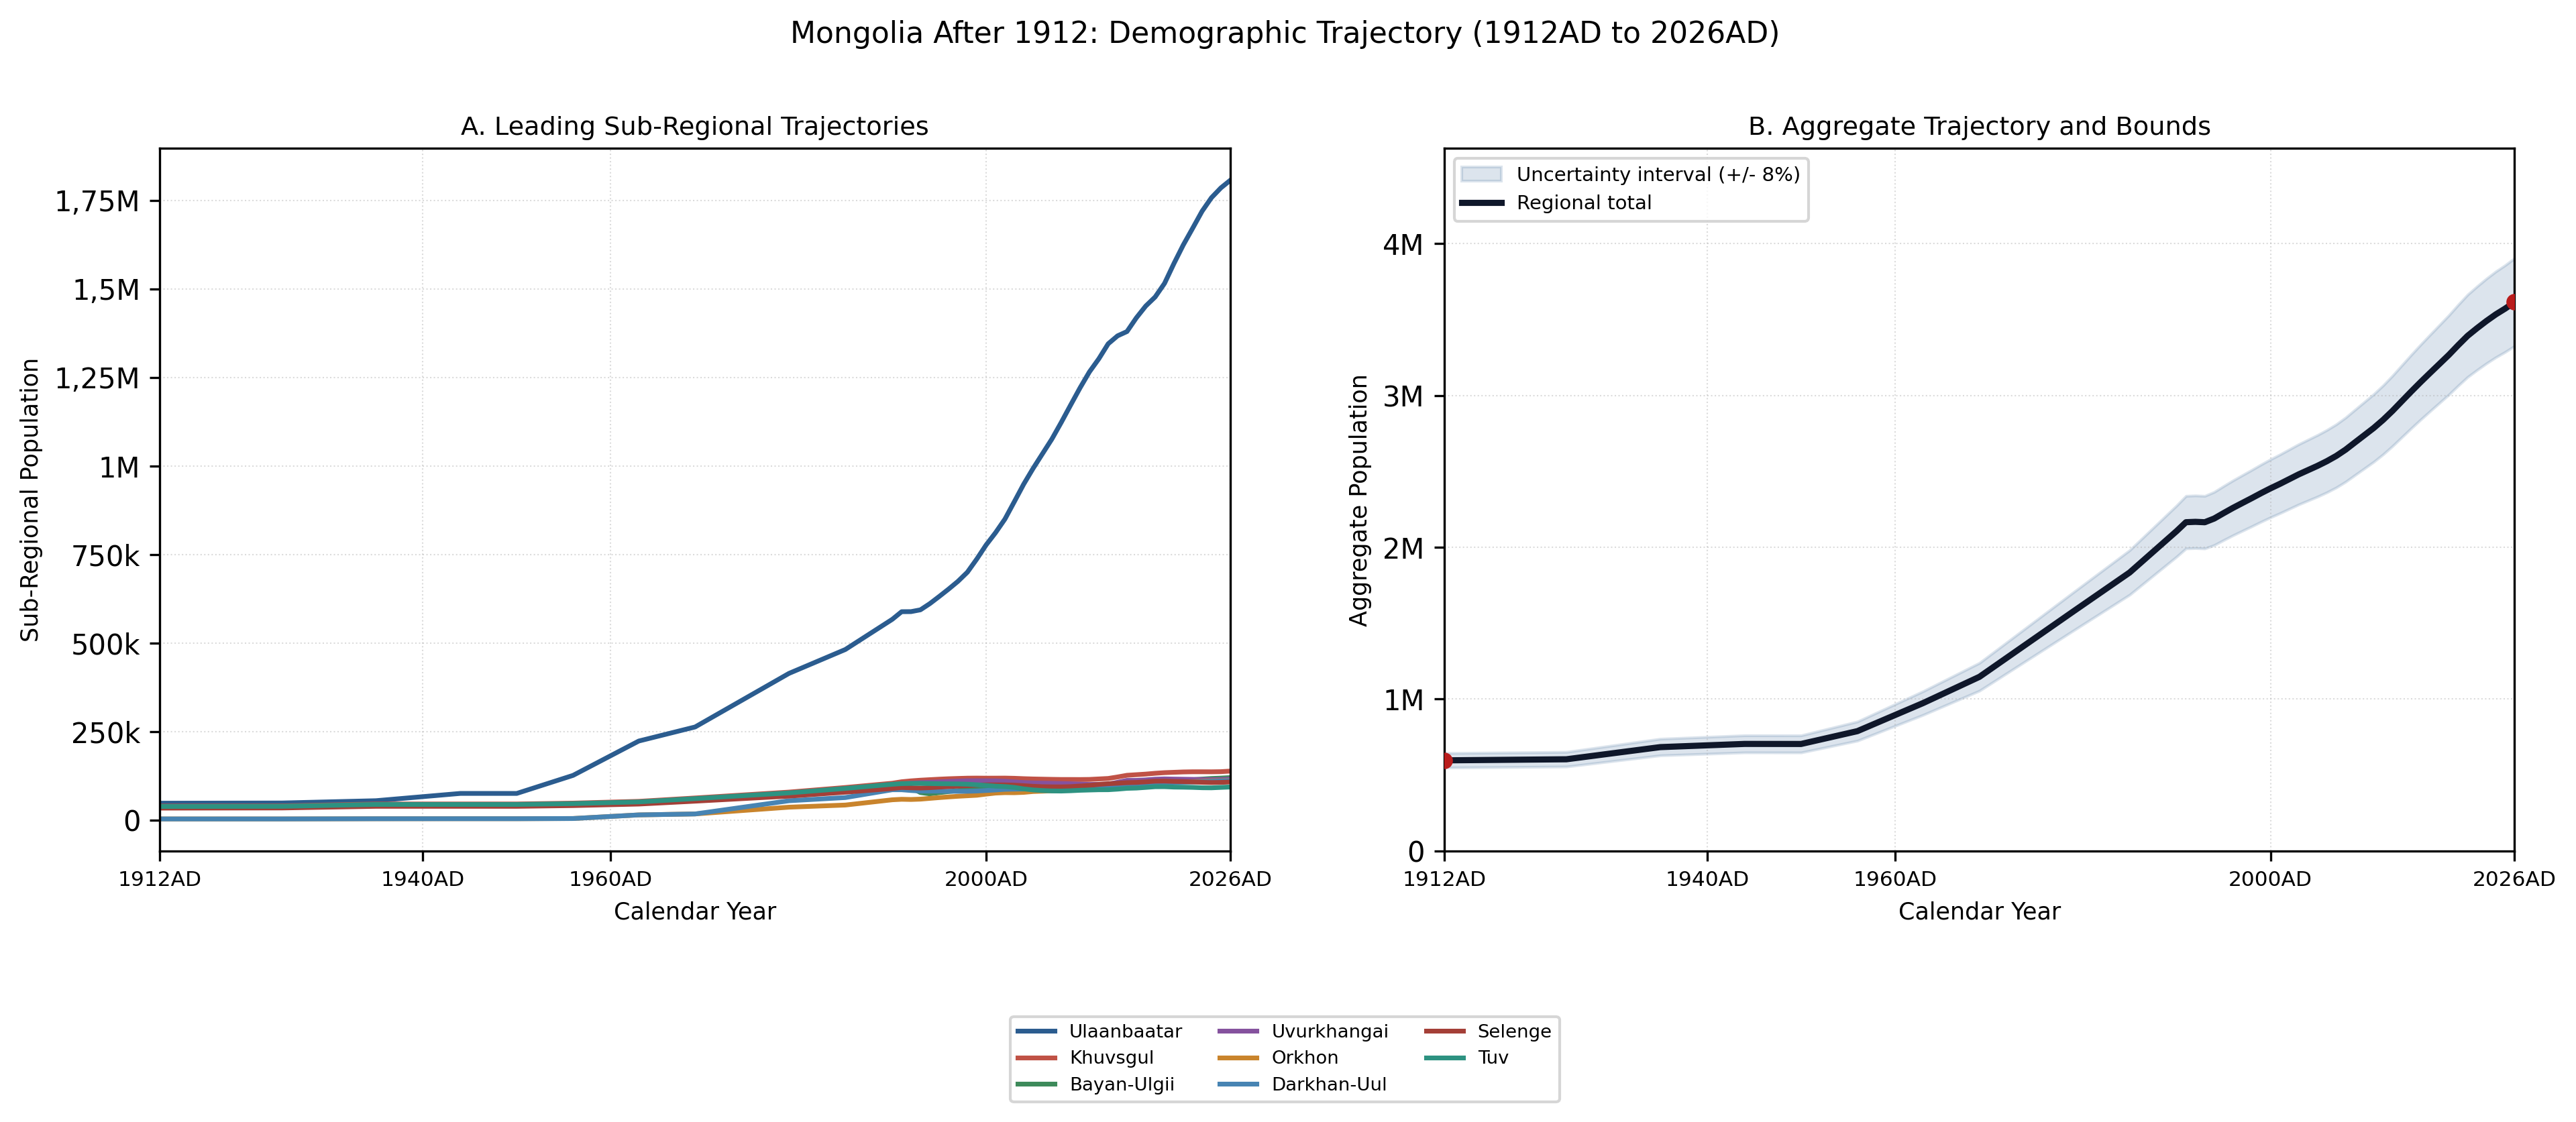 Mongolia After 1912: Demographic Trajectory (1912AD to 2026AD)
A. Leading Sub-Regional Trajectories
Sub-Regional Population
1,75M
1,5M
1,25M
1M
750k
500k
250k
0
1912AD 1940AD 1960AD 2000AD 2026AD
Calendar Year
B. Aggregate Trajectory and Bounds
Uncertainty interval (+/- 8%)
Regional total
Aggregate Population
4M
3M
2M
1M
0
1912AD 1940AD 1960AD 2000AD 2026AD
Calendar Year
Ulaanbaatar
Khuvsgul
Bayan-Ulgii
Uvurkhangai
Orkhon
Darkhan-Uul
Selenge
Tuv